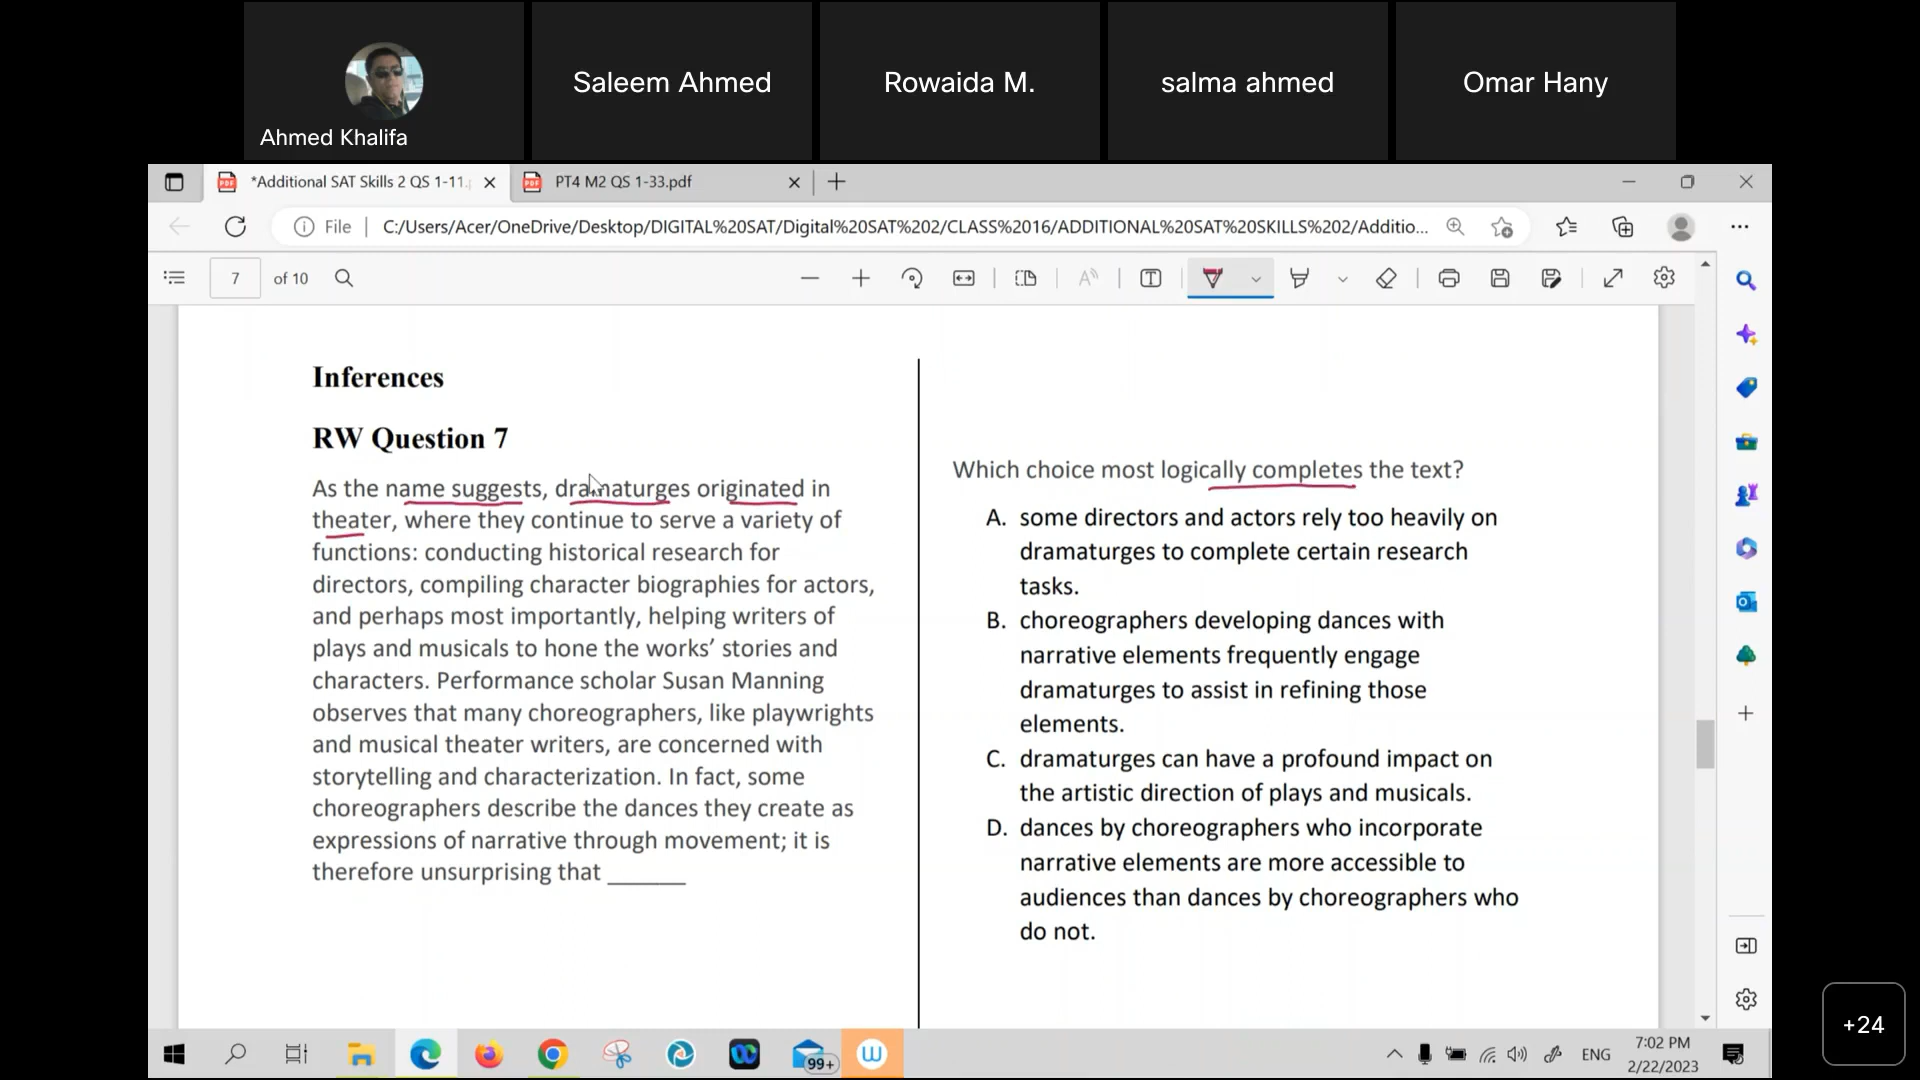 Ahmed Khalifa
Saleem Ahmed
Rowaida M.
salma ahmed
Omar Hany
*Additional SAT Skills 2 QS 1-11.p
PT4 M2 QS 1-33.pdf
File
C:/Users/Acer/OneDrive/Desktop/DIGITAL%20SAT/Digital%20SAT%202/CLASS%2016/ADDITIONAL%20SAT%20SKILLS%202/Additio...
7 of 10
Inferences
RW Question 7
As the name suggests, dramaturges originated in
theater, where they continue to serve a variety of
functions: conducting historical research for
directors, compiling character biographies for actors,
and perhaps most importantly, helping writers of
plays and musicals to hone the works’ stories and
characters. Performance scholar Susan Manning
observes that many choreographers, like playwrights
and musical theater writers, are concerned with
storytelling and characterization. In fact, some
choreographers describe the dances they create as
expressions of narrative through movement; it is
therefore unsurprising that ______
Which choice most logically completes the text?
A. some directors and actors rely too heavily on
dramaturges to complete certain research
tasks.
B. choreographers developing dances with
narrative elements frequently engage
dramaturges to assist in refining those
elements.
C. dramaturges can have a profound impact on
the artistic direction of plays and musicals.
D. dances by choreographers who incorporate
narrative elements are more accessible to
audiences than dances by choreographers who
do not.
99+
ENG
7:02 PM
2/22/2023
+24